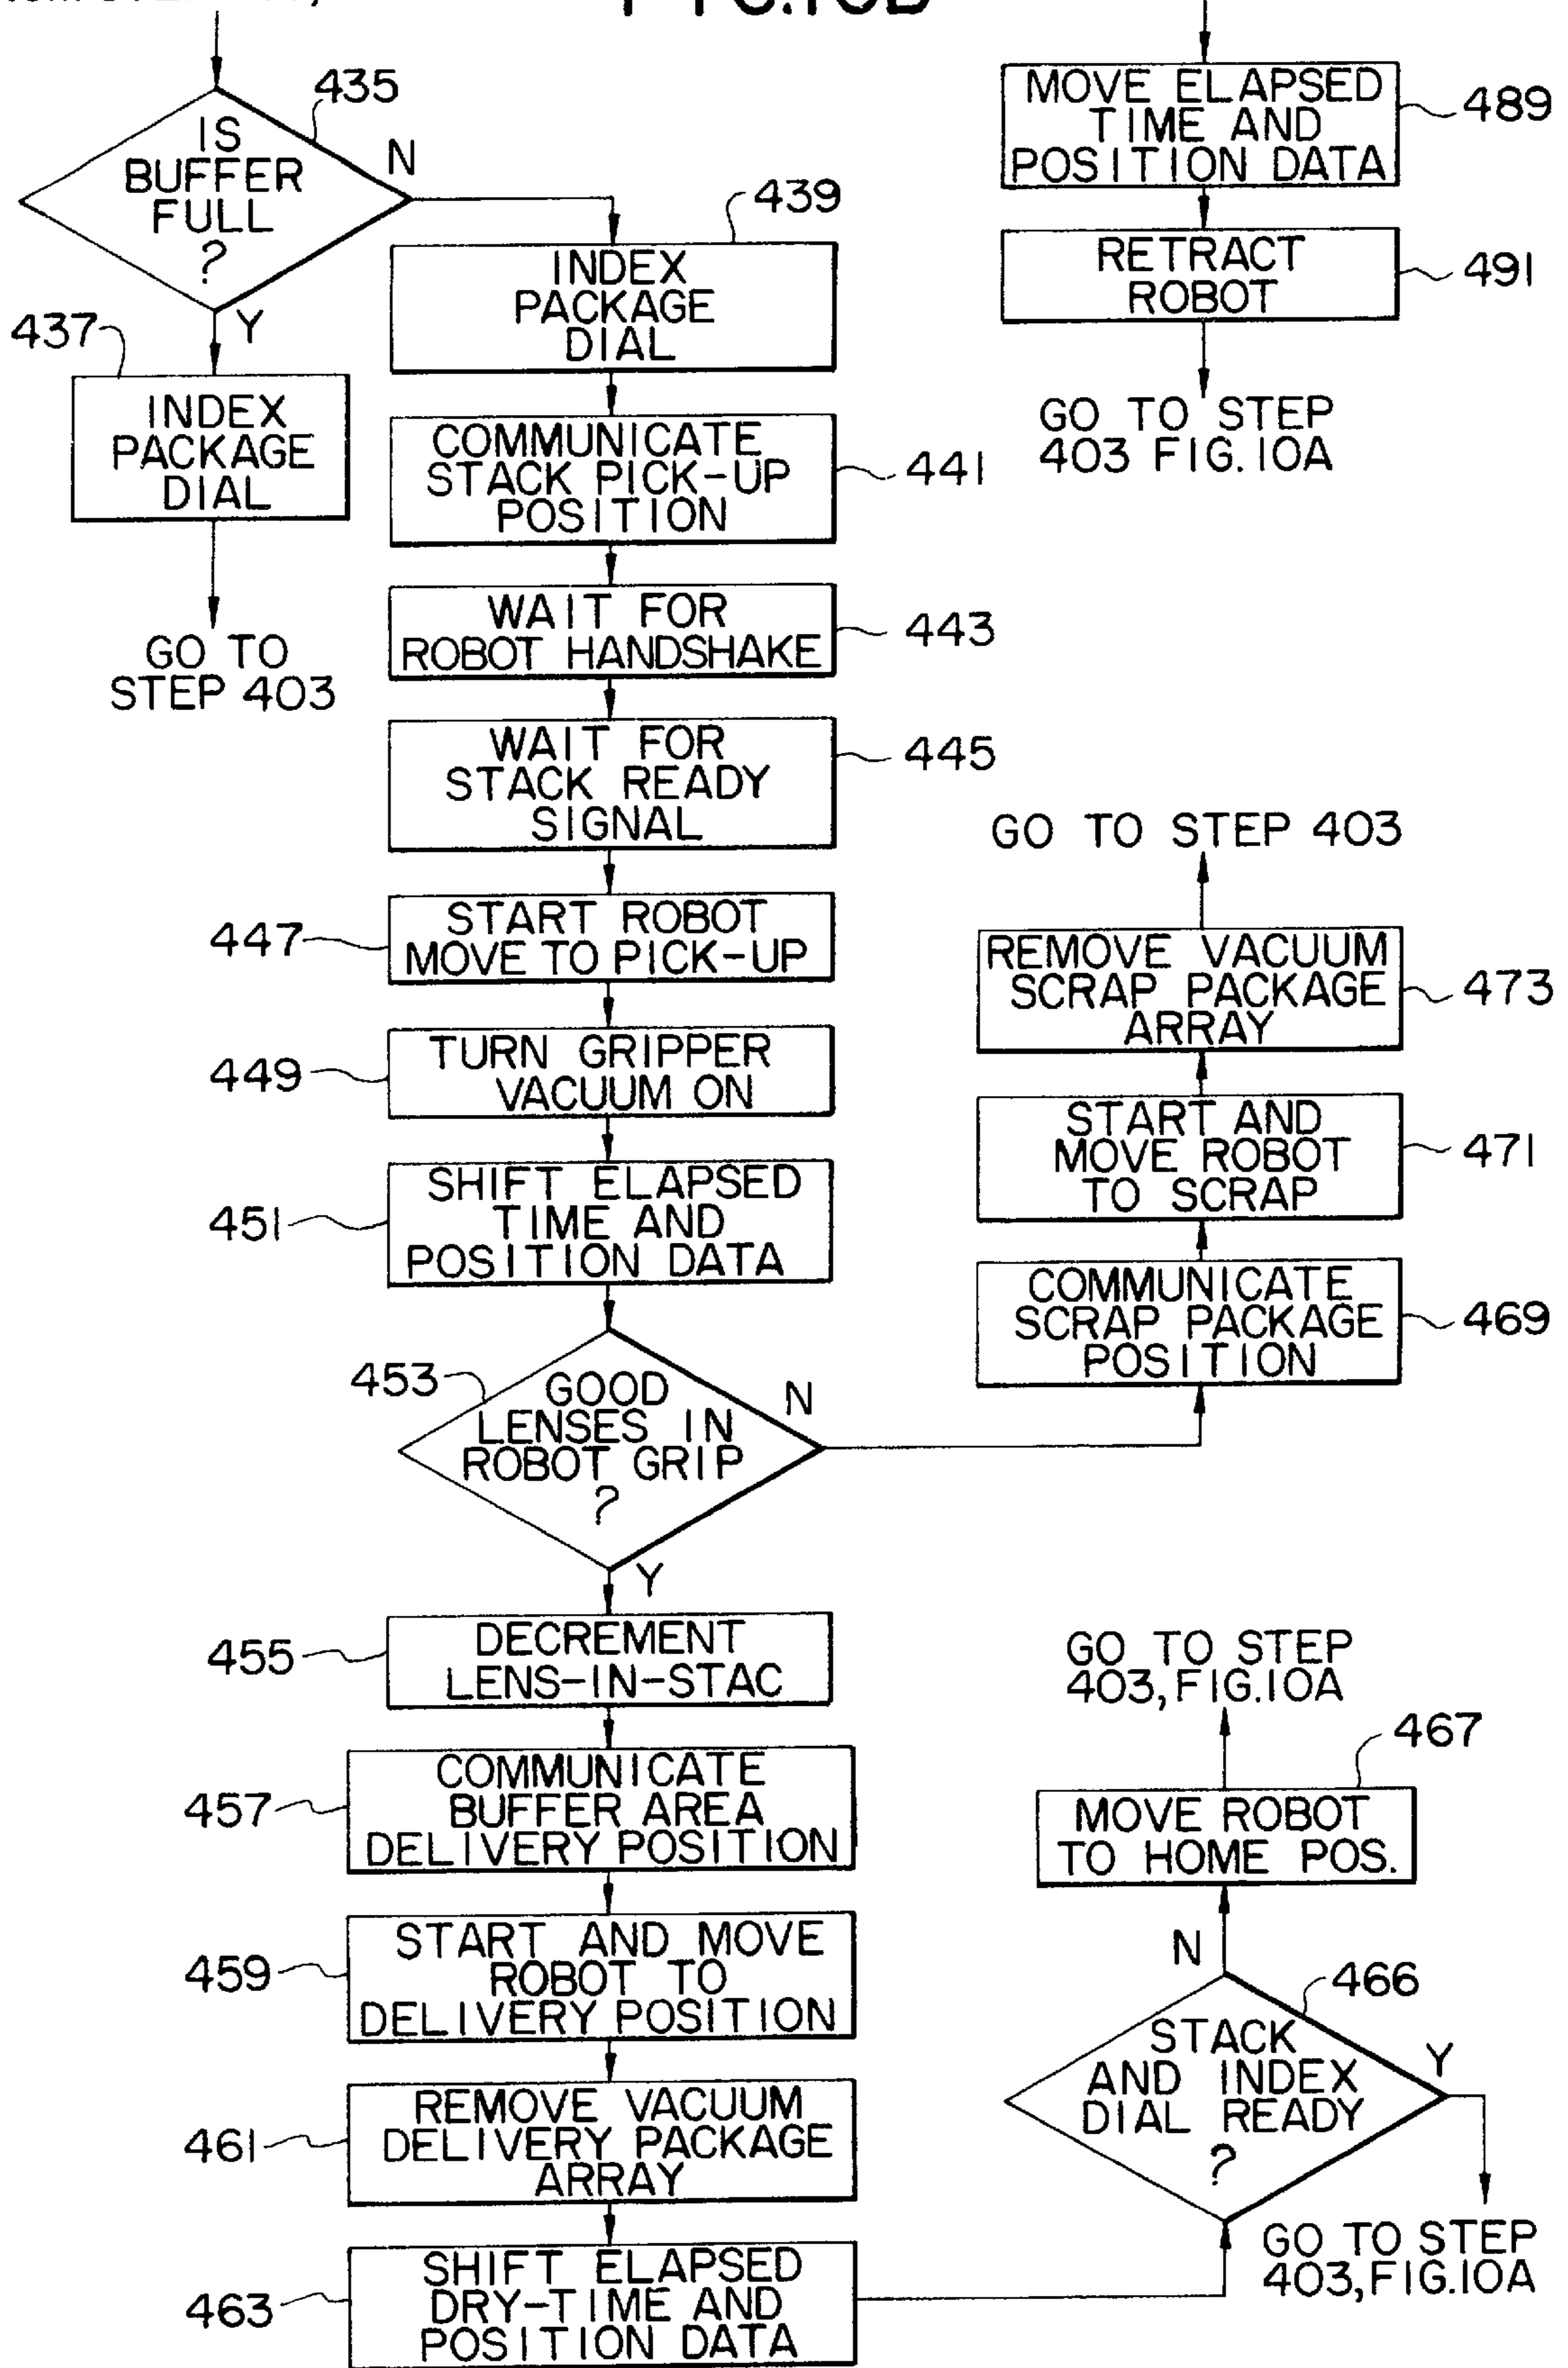 435
IS
BUFFER
FULL
?
N
Y
437
INDEX
PACKAGE
DIAL
GO TO
STEP 403
439
INDEX
PACKAGE
DIAL
COMMUNICATE
STACK PICK-UP
POSITION
441
WAIT FOR
ROBOT HANDSHAKE
443
WAIT FOR
STACK READY
SIGNAL
445
447
START ROBOT
MOVE TO PICK-UP
449
TURN GRIPPER
VACUUM ON
451
SHIFT ELAPSED
TIME AND
POSITION DATA
453
GOOD
LENSES IN
ROBOT GRIP
?
N
Y
455
DECREMENT
LENS-IN-STAC
457
COMMUNICATE
BUFFER AREA
DELIVERY POSITION
459
START AND MOVE
ROBOT TO
DELIVERY POSITION
461
REMOVE VACUUM
DELIVERY PACKAGE
ARRAY
463
SHIFT ELAPSED
DRY-TIME AND
POSITION DATA
MOVE ELAPSED
TIME AND
POSITION DATA
489
RETRACT
ROBOT
491
GO TO STEP
403 FIG.10A
GO TO STEP 403
REMOVE VACUUM
SCRAP PACKAGE
ARRAY
473
START AND
MOVE ROBOT
TO SCRAP
471
COMMUNICATE
SCRAP PACKAGE
POSITION
469
GO TO STEP
403, FIG.10A
467
MOVE ROBOT
TO HOME POS.
N
466
STACK
AND INDEX
DIAL READY
?
Y
GO TO STEP
403, FIG.10A